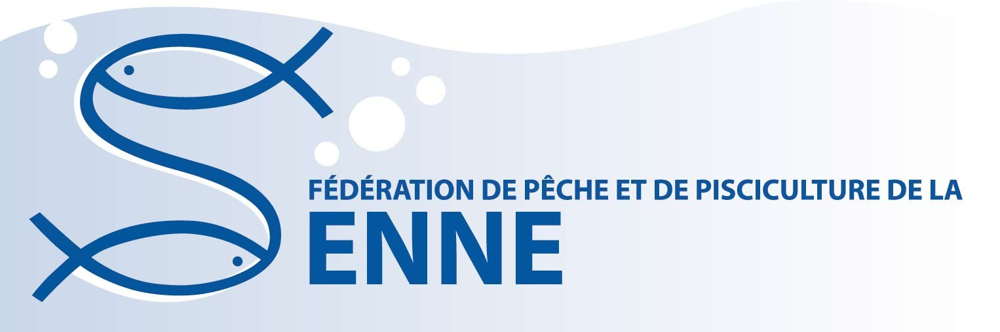 FÉDÉRATION DE PÊCHE ET DE PISCICULTURE DE LA
SENNE